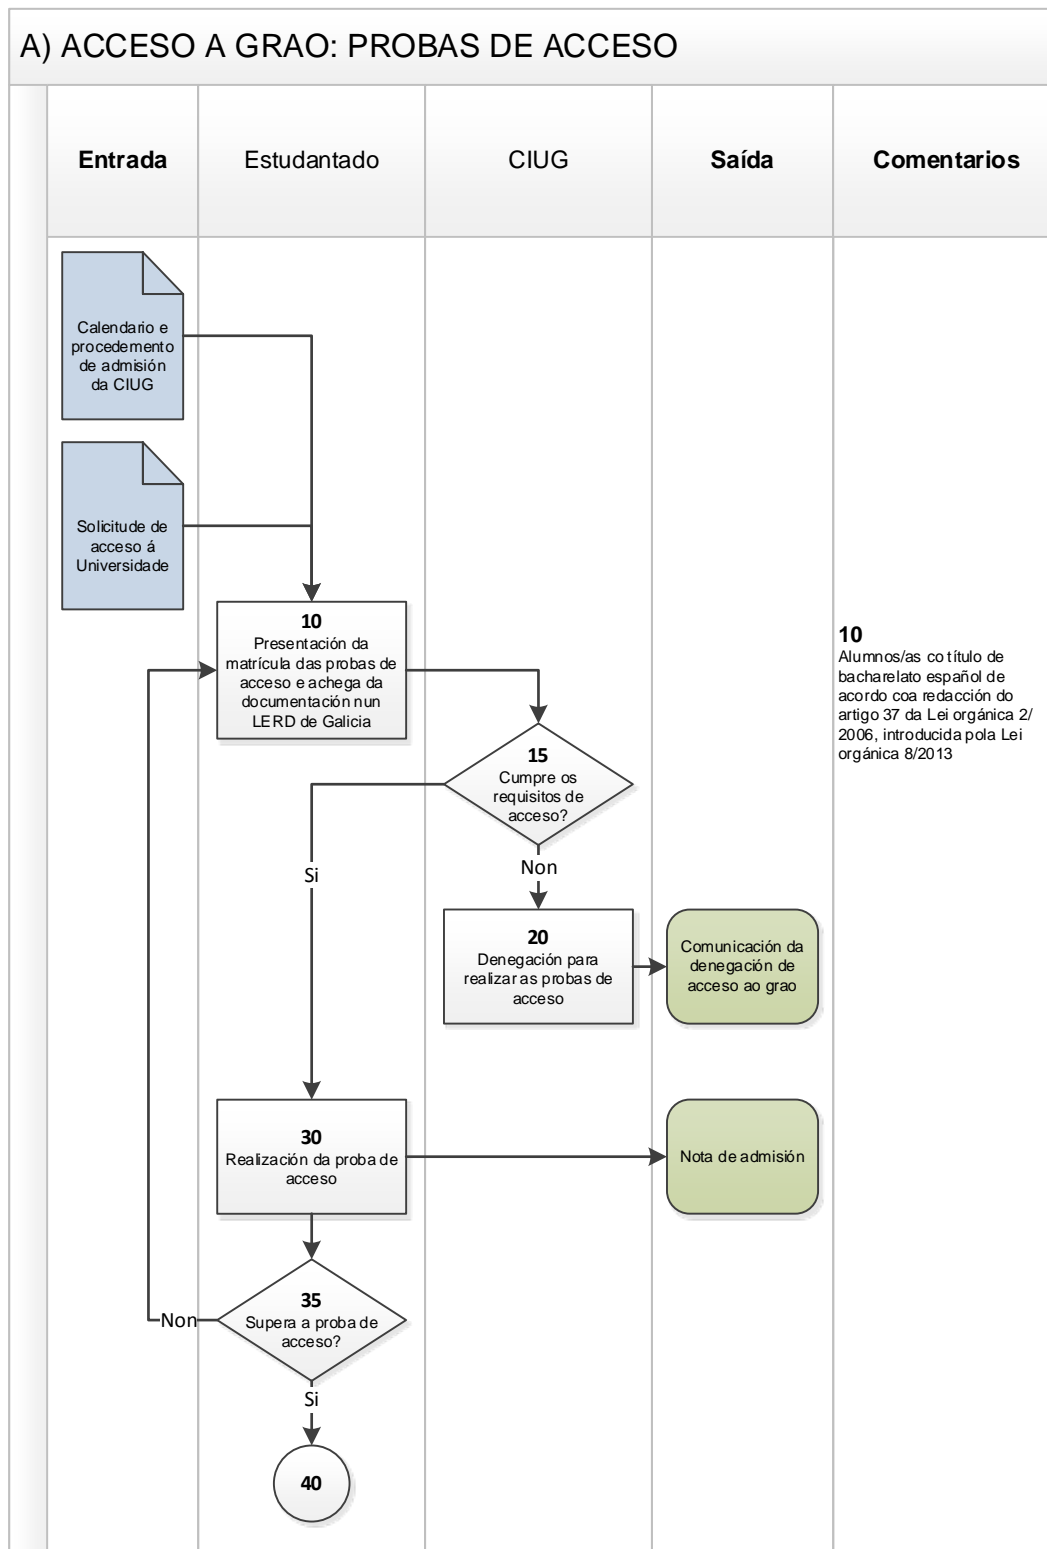 A) ACCESO A GRAO: PROBAS DE ACCESO
Entrada
Estudantado
CIUG
Saída
Comentarios
Calendario e
procedemento
de admisión
da CIUG
Solicitude de
acceso á
Universidade
10
Presentación da
matrícula das probas de
acceso e achega da
documentación nun
LERD de Galicia
10
Alumnos/as co título de
bacharelato español de
acordo coa redacción do
artigo 37 da Lei orgánica 2/
2006, introducida pola Lei
orgánica 8/2013
15
Cumpre os
requisitos de
acceso?
Si
Non
20
Denegación para
realizar as probas de
acceso
Comunicación da
denegación de
acceso ao grao
30
Realización da proba de
acceso
Nota de admisión
35
Supera a proba de
acceso?
Non
Si
40